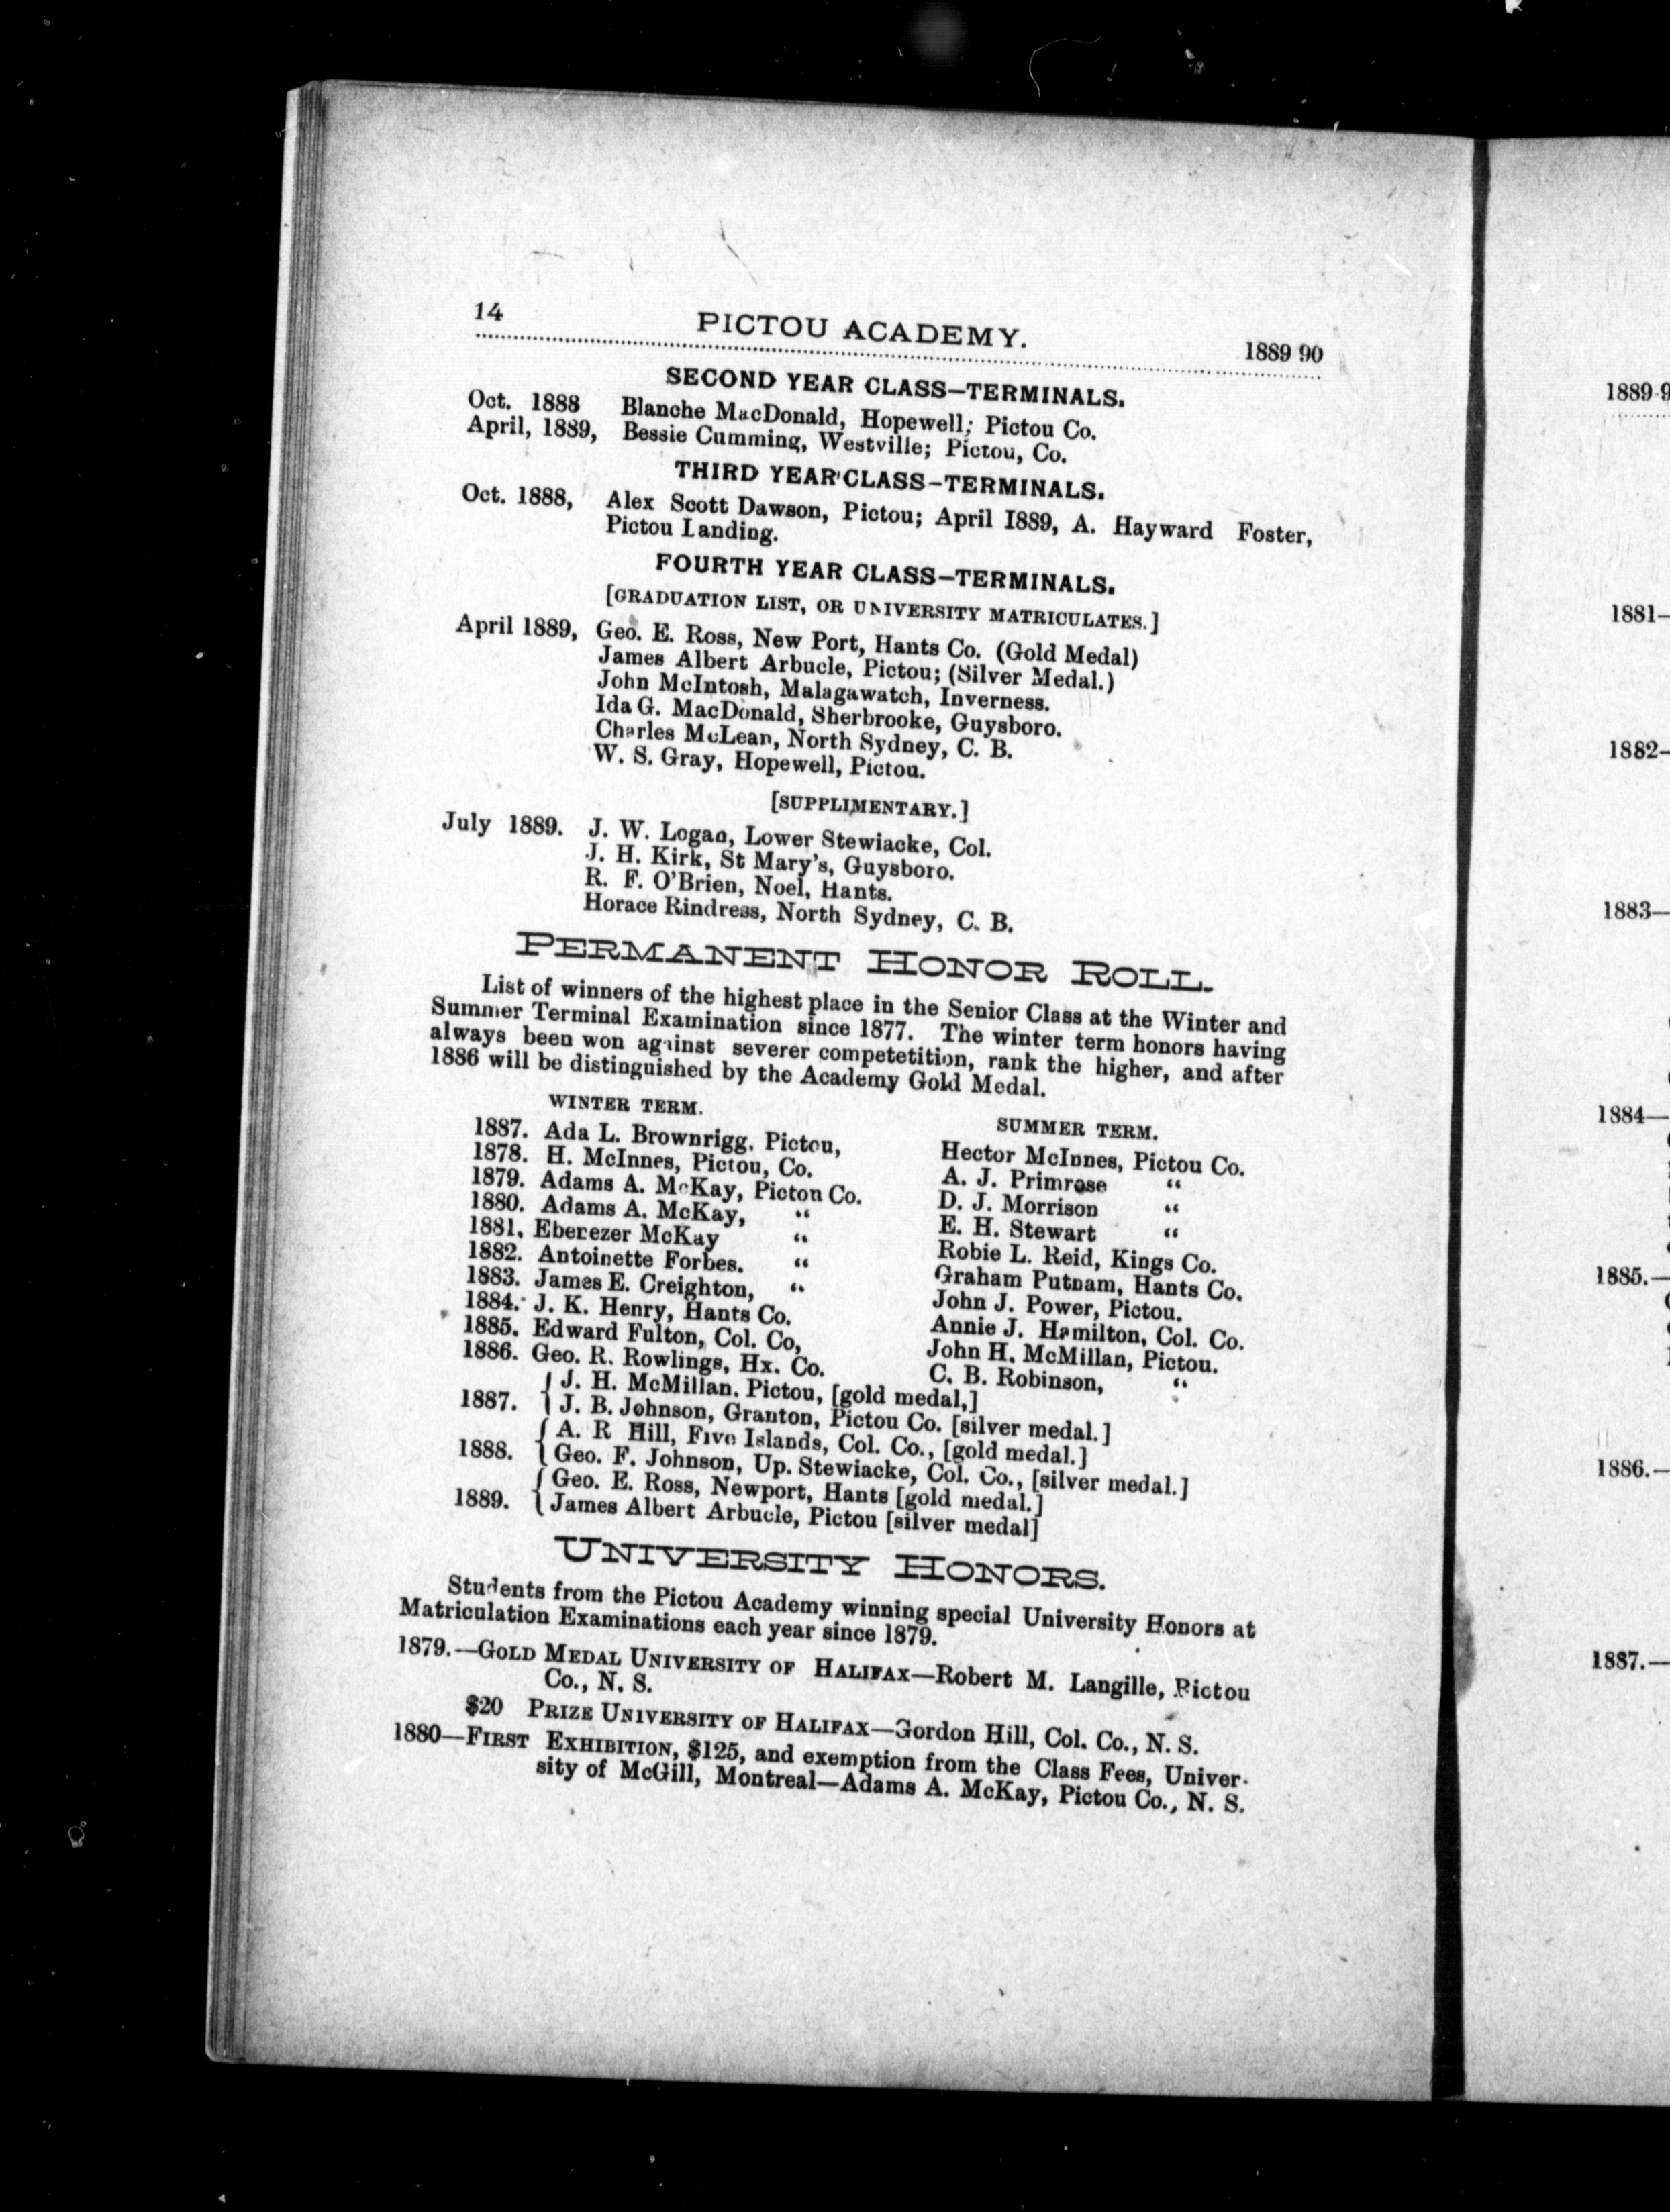 14 PICTOU ACADEMY. 1889 90
SECOND YEAR CLASS—TERMINALS.
Oct. 1888 Blanche MacDonald, Hopewell; Pictou Co.
April, 1889, Bessie Cumming, Westville; Pictou, Co.
THIRD YEAR'CLASS-TERMINALS.
Oct. 1888, Alex Scott Dawson, Pictou; April 1889, A. Hayward Foster,
Pictou Landing.
FOURTH YEAR CLASS—TERMINALS.
[GRADUATION LIST, OR UNIVERSITY MATRICULATES.]
April 1889, Geo. E. Ross, New Port, Hants Co. (Gold Medal)
James Albert Arbucle, Pictou; (Silver Medal.)
John McIntosh, Malagawatch, Inverness.
Ida G. MacDonald, Sherbrooke, Guysboro.
Charles McLean, North Sydney, C. B.
W. S. Gray, Hopewell, Pictou.
[SUPPLIMENTARY.]
July 1889. J. W. Logan, Lower Stewiacke, Col.
J. H. Kirk, St Mary's, Guysboro.
R. F. O'Brien, Noel, Hants.
Horace Rindress, North Sydney, C. B.
PERMANENT HONOR ROLL.
List of winners of the highest place in the Senior Class at the Winter and
Summer Terminal Examination since 1877. The winter term honors having
always been won against severer competetition, rank the higher, and after
1886 will be distinguished by the Academy Gold Medal.
WINTER TERM. SUMMER TERM.
1887. Ada L. Brownrigg, Pictou, Hector McInnes, Pictou Co.
1878. H. McInnes, Pictou, Co. A. J. Primrose "
1879. Adams A. McKay, Picton Co. D. J. Morrison "
1880. Adams A. McKay, " E. H. Stewart "
1881, Eberezer McKay " Robie L. Reid, Kings Co.
1882. Antoinette Forbes. " Graham Putnam, Hants Co.
1883. James E. Creighton, " John J. Power, Pictou.
1884. J. K. Henry, Hants Co. Annie J. Hamilton, Col. Co.
1885. Edward Fulton, Col. Co, John H. McMillan, Pictou.
1886. Geo. R. Rowlings, Hx. Co. C. B. Robinson, "
1887. { J. H. McMillan. Pictou, [gold medal,]
J. B. Johnson, Granton, Pictou Co. [silver medal.]
1888. { A. R Hill, Five Islands, Col. Co., [gold medal.]
Geo. F. Johnson, Up. Stewiacke, Col. Co., [silver medal.]
1889. { Geo. E. Ross, Newport, Hants [gold medal.]
James Albert Arbucle, Pictou [silver medal]
UNIVERSITY HONORS.
Students from the Pictou Academy winning special University Honors at
Matriculation Examinations each year since 1879.
1879.—GOLD MEDAL UNIVERSITY OF HALIFAX—Robert M. Langille, Pictou
Co., N. S.
$20 PRIZE UNIVERSITY OF HALIFAX—Gordon Hill, Col. Co., N. S.
1880—FIRST EXHIBITION, $125, and exemption from the Class Fees, Univer-
sity of McGill, Montreal—Adams A. McKay, Pictou Co., N. S.
1889-9
1881—
1882—
1883—
1884—
1885.—
1886.—
1887.—